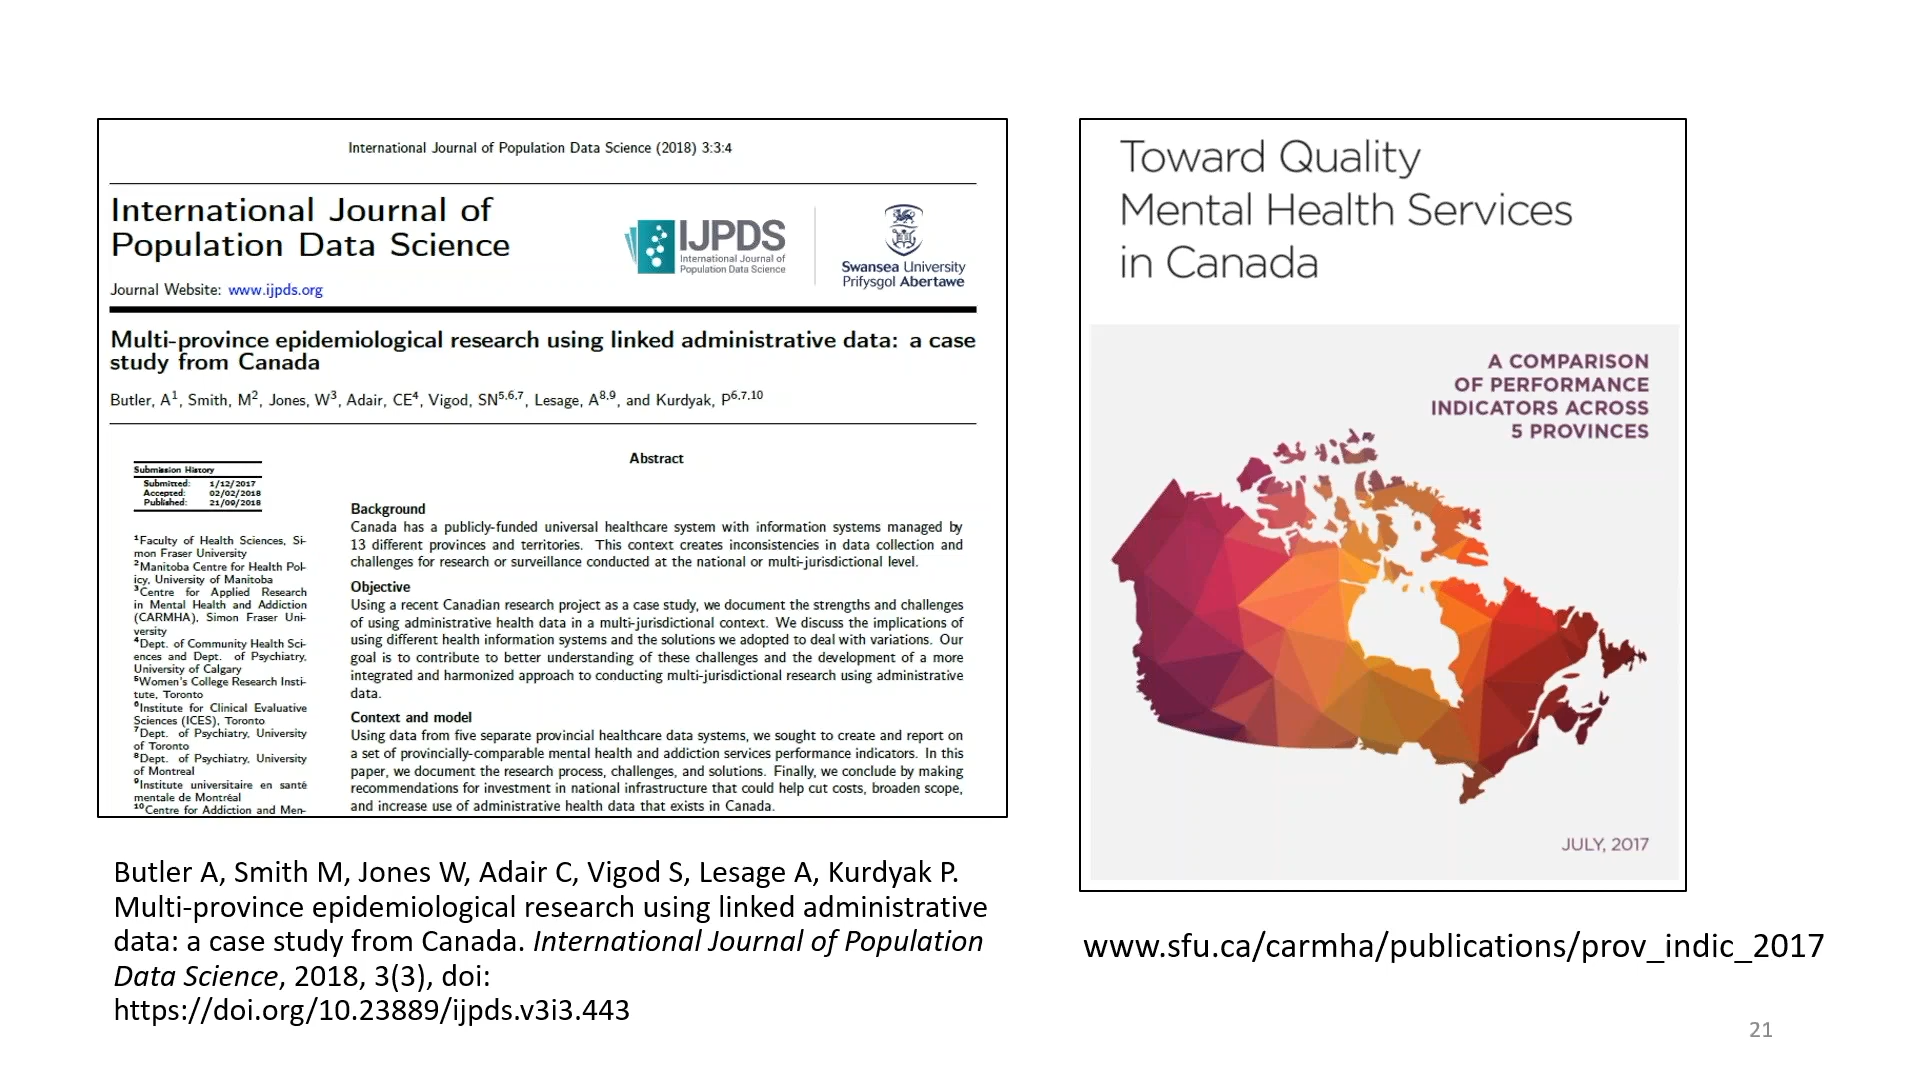 International Journal of Population Data Science (2018) 3:3:4
International Journal of
Population Data Science
Journal Website: www.ijpds.org
IJPDS
International Journal of
Population Data Science
Swansea University
Prifysgol Abertawe
Multi-province epidemiological research using linked administrative data: a case
study from Canada
Butler, A1, Smith, M2, Jones, W3, Adair, CE4, Vigod, SN5,6,7, Lesage, A8,9, and Kurdyak, P6,7,10
Submission History
Submitted: 1/12/2017
Accepted: 02/02/2018
Published: 21/09/2018
1Faculty of Health Sciences, Si-
mon Fraser University
2Manitoba Centre for Health Pol-
icy, University of Manitoba
3Centre for Applied Research
in Mental Health and Addiction
(CARMHA), Simon Fraser Uni-
versity
4Dept. of Community Health Sci-
ences and Dept. of Psychiatry,
University of Calgary
5Women's College Research Insti-
tute, Toronto
6Institute for Clinical Evaluative
Sciences (ICES), Toronto
7Dept. of Psychiatry, University
of Toronto
8Dept. of Psychiatry, University
of Montreal
9Institute universitaire en santé
mentale de Montréal
10Centre for Addiction and Men-
Abstract
Background
Canada has a publicly-funded universal healthcare system with information systems managed by
13 different provinces and territories. This context creates inconsistencies in data collection and
challenges for research or surveillance conducted at the national or multi-jurisdictional level.
Objective
Using a recent Canadian research project as a case study, we document the strengths and challenges
of using administrative health data in a multi-jurisdictional context. We discuss the implications of
using different health information systems and the solutions we adopted to deal with variations. Our
goal is to contribute to better understanding of these challenges and the development of a more
integrated and harmonized approach to conducting multi-jurisdictional research using administrative
data.
Context and model
Using data from five separate provincial healthcare data systems, we sought to create and report on
a set of provincially-comparable mental health and addiction services performance indicators. In this
paper, we document the research process, challenges, and solutions. Finally, we conclude by making
recommendations for investment in national infrastructure that could help cut costs, broaden scope,
and increase use of administrative health data that exists in Canada.
Butler A, Smith M, Jones W, Adair C, Vigod S, Lesage A, Kurdyak P.
Multi-province epidemiological research using linked administrative
data: a case study from Canada. International Journal of Population
Data Science, 2018, 3(3), doi:
https://doi.org/10.23889/ijpds.v3i3.443
Toward Quality
Mental Health Services
in Canada
A COMPARISON
OF PERFORMANCE
INDICATORS ACROSS
5 PROVINCES
JULY, 2017
www.sfu.ca/carmha/publications/prov_indic_2017
21